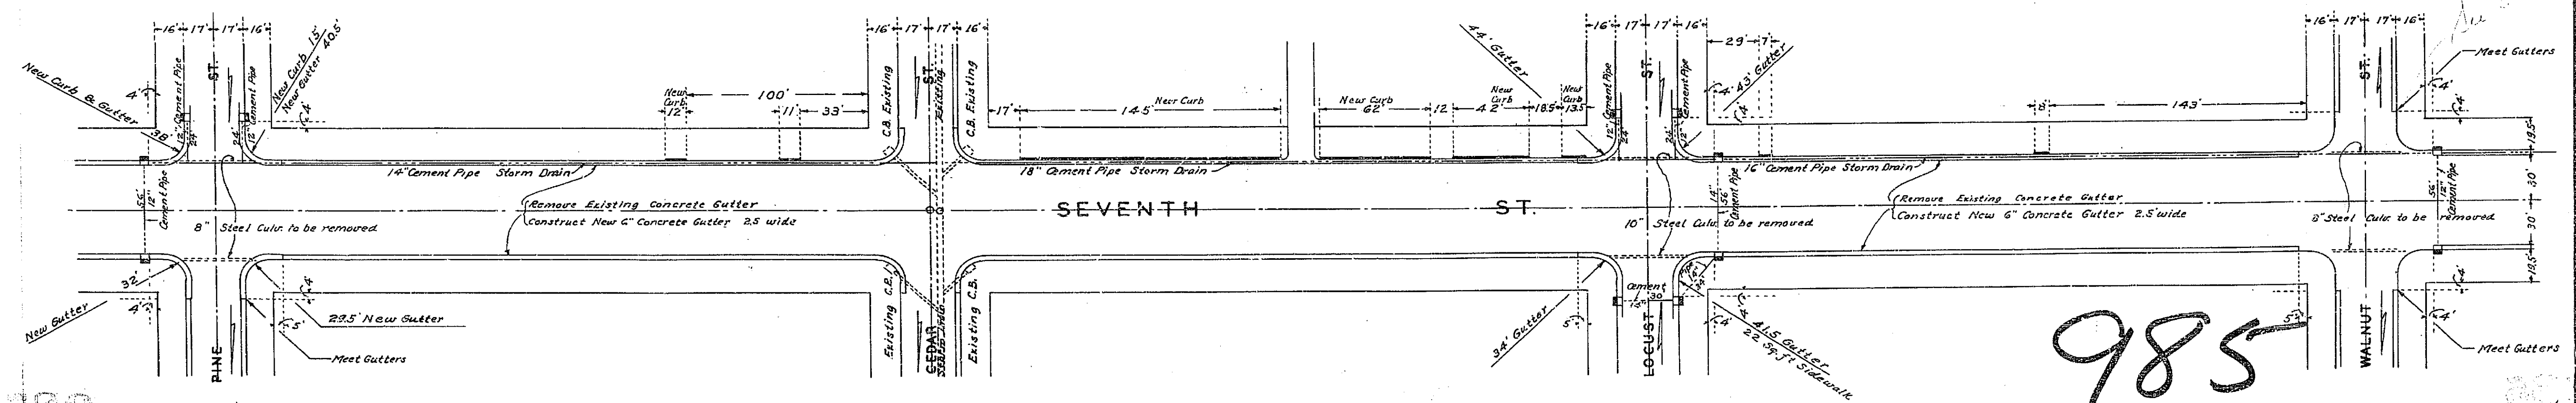 16' 17' 17' 16'
16' 17' 17' 16'
16' 17' 17' 16'
16' 17' 17' 16'
New Curb & Gutter
38'
4'
12" Cement Pipe
24'
ST.
24'
12" Cement Pipe
New Curb 15'
New Gutter 40.5'
4'
New Curb
12'
100'
11'
33'
C.B. Existing
ST.
Existing
C.B. Existing
17'
145' New Curb
New Curb
62'
12
New Curb
42'
18.5'
New Curb
13.5'
44' Gutter
12" Cement Pipe
24'
ST.
24'
12" Cement Pipe
29'
7'
43' Gutter
4'
4'
8'
143'
ST.
Meet Gutters
4'
4'
19.5'
30'
30'
19.5'
56'
12"
Cement Pipe
14" Cement Pipe Storm Drain
18" Cement Pipe Storm Drain
16" Cement Pipe Storm Drain
8" Steel Culv. to be removed
Remove Existing Concrete Gutter
Construct New 6" Concrete Gutter 2.5 wide
SEVENTH ST.
10" Steel Culv. to be removed
56'
Cement Pipe
Remove Existing Concrete Gutter
Construct New 6" Concrete Gutter 2.5' wide
8" Steel Culv. to be removed
56'
12"
Cement Pipe
New Gutter
32'
4'
PINE
4'
5'
29.5' New Gutter
Meet Gutters
Existing C.B.
CEDAR
Existing C.B.
34' Gutter
5'
Cement
30'
Pipe
LOCUST
4'
4'
41.5 Gutter
22 Sq. ft Sidewalk
5'
WALNUT
4'
4'
Meet Gutters
985